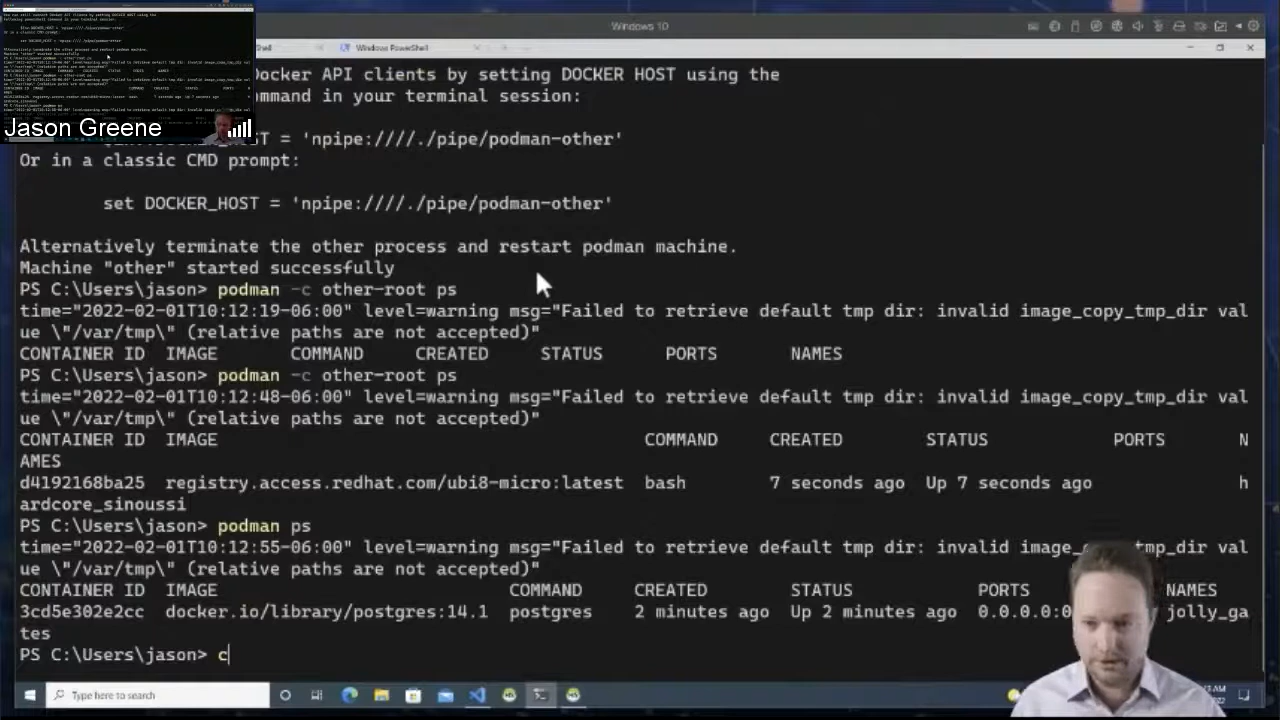 Windows 10
Windows PowerShell
Docker API clients by setting DOCKER HOST us
command in your terminal session:
= 'npipe:////./pipe/podman-other'
Or in a classic CMD prompt:
set DOCKER_HOST = 'npipe:////./pipe/podman-other'
Alternatively terminate the other process and restart podman machine.
Machine "other" started successfully
PS C:\Users\jason> podman -c other-root ps
time="2022-02-01T10:12:19-06:00" level=warning msg="Failed to retrieve default tmp dir: invalid image_copy_tmp_dir val
ue \"/var/tmp\" (relative paths are not accepted)"
CONTAINER ID IMAGE COMMAND CREATED STATUS PORTS NAMES
PS C:\Users\jason> podman -c other-root ps
time="2022-02-01T10:12:48-06:00" level=warning msg="Failed to retrieve default tmp dir: invalid image_copy_tmp_dir val
ue \"/var/tmp\" (relative paths are not accepted)"
CONTAINER ID IMAGE COMMAND CREATED STATUS PORTS N
AMES
d4192168ba25 registry.access.redhat.com/ubi8-micro:latest bash 7 seconds ago Up 7 seconds ago h
ardcore_sinoussi
PS C:\Users\jason> podman ps
time="2022-02-01T10:12:55-06:00" level=warning msg="Failed to retrieve default tmp dir: invalid image_copy_tmp_dir val
ue \"/var/tmp\" (relative paths are not accepted)"
CONTAINER ID IMAGE COMMAND CREATED STATUS PORTS NAMES
3cd5e302e2cc docker.io/library/postgres:14.1 postgres 2 minutes ago Up 2 minutes ago 0.0.0.0:0 jolly_ga
tes
PS C:\Users\jason> c
Type here to search
Jason Greene